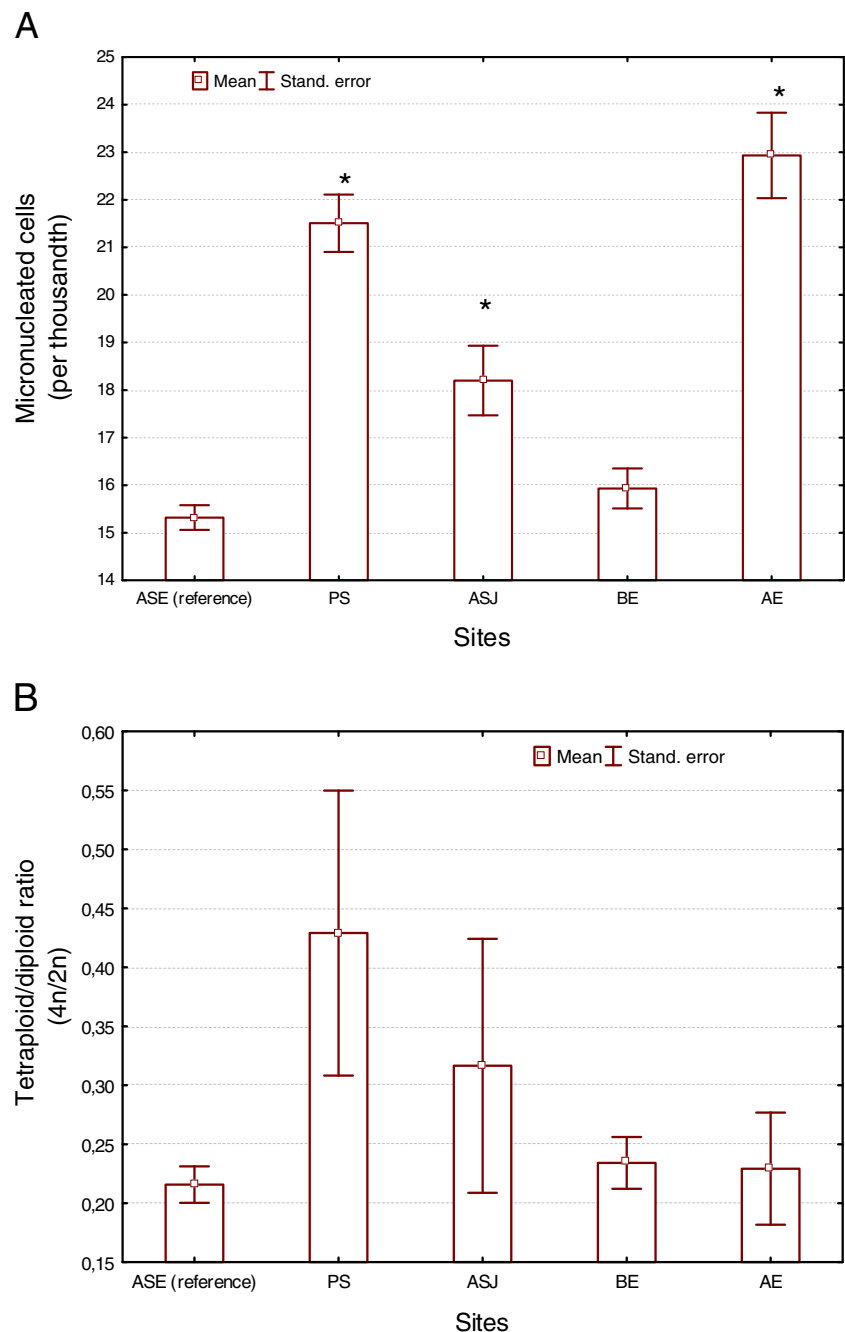 A
Mean Stand. error
25
24
23
22
21
20
19
18
17
16
15
14
Micronucleated cells
(per thousandth)
* * *
ASE (reference) PS ASJ BE AE
Sites
B
Mean Stand. error
0,60
0,55
0,50
0,45
0,40
0,35
0,30
0,25
0,20
0,15
Tetraploid/diploid ratio
(4n/2n)
ASE (reference) PS ASJ BE AE
Sites